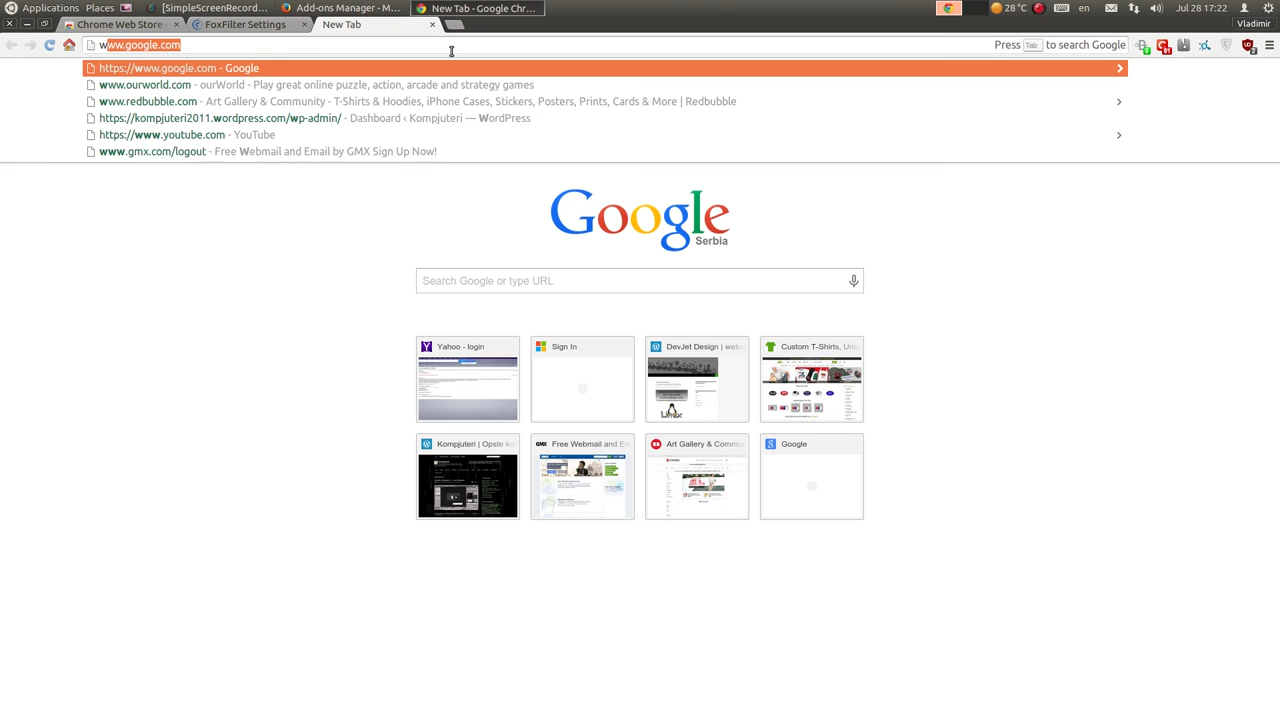 Applications Places [SimpleScreenRecord... Add-ons Manager - M... New Tab - Google Chr... 28 °C en Jul 28 17:22
Chrome Web Store - FoxFilter Settings New Tab Vladimir
www.google.com Press Tab to search Google
https://www.google.com - Google
www.ourworld.com - ourWorld - Play great online puzzle, action, arcade and strategy games
www.redbubble.com - Art Gallery & Community - T-Shirts & Hoodies, iPhone Cases, Stickers, Posters, Prints, Cards & More | Redbubble
https://kompjuteri2011.wordpress.com/wp-admin/ - Dashboard ‹ Kompjuteri — WordPress
https://www.youtube.com - YouTube
www.gmx.com/logout - Free Webmail and Email by GMX Sign Up Now!
Google
Serbia
Search Google or type URL
Yahoo - login Sign In DevJet Design | welco Custom T-Shirts, Uni
Kompjuteri | Opste ko GMX Free Webmail and Em Art Gallery & Commu Google